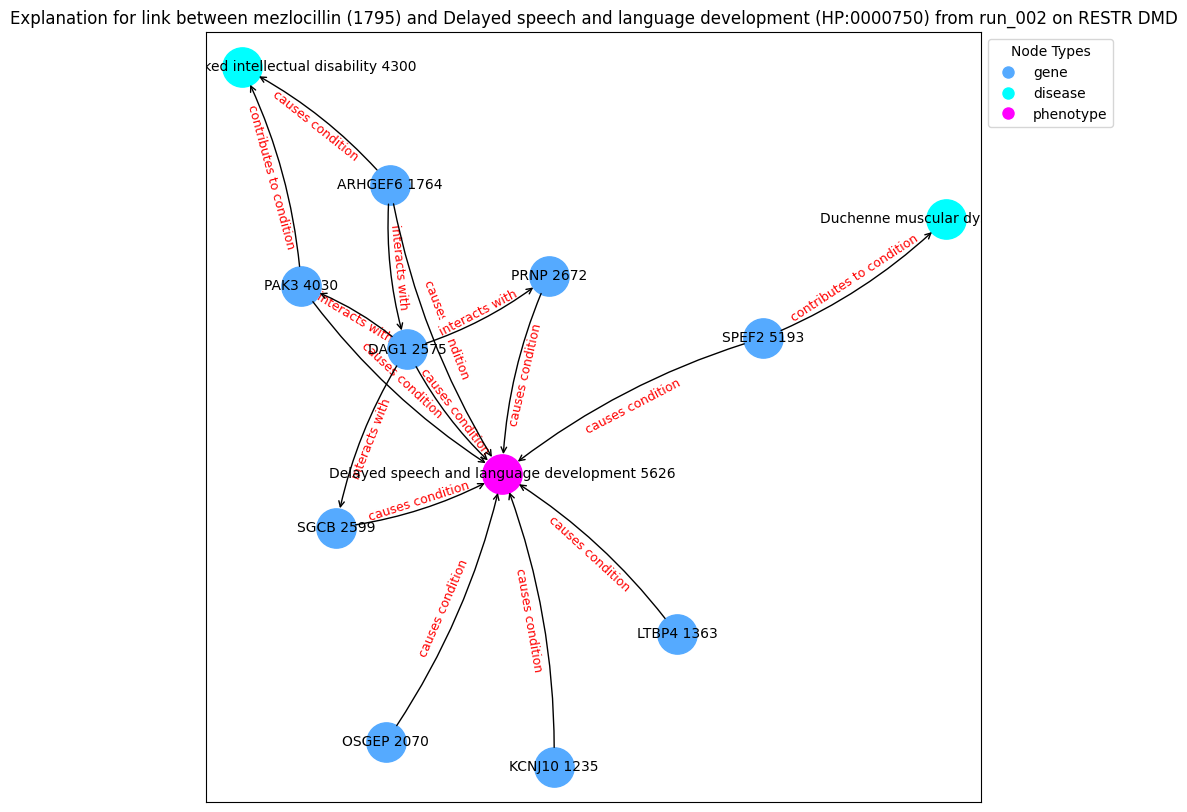 Explanation for link between mezlocillin (1795) and Delayed speech and language development (HP:0000750) from run_002 on RESTR DMD
Node Types
gene
disease
phenotype
ked intellectual disability 4300
causes condition
contributes to condition
ARHGEF6 1764
Duchenne muscular dy
interacts with
contributes to condition
PRNP 2672
PAK3 4030
interacts with
interacts with
SPEF2 5193
DAG1 2575
causes condition
causes condition
causes condition
causes condition
interacts with
Delayed speech and language development 5626
causes condition
SGCB 2599
causes condition
causes condition
causes condition
LTBP4 1363
OSGEP 2070
KCNJ10 1235